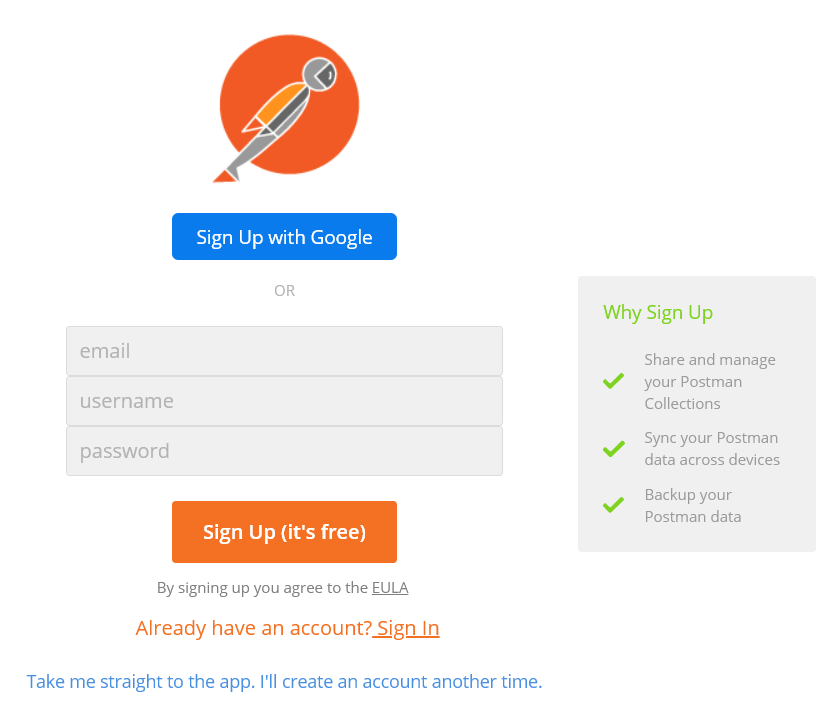 Sign Up with Google
OR
email
username
password
Sign Up (it's free)
By signing up you agree to the EULA
Already have an account? Sign In
Take me straight to the app. I'll create an account another time.
Why Sign Up
Share and manage
your Postman
Collections
Sync your Postman
data across devices
Backup your
Postman data